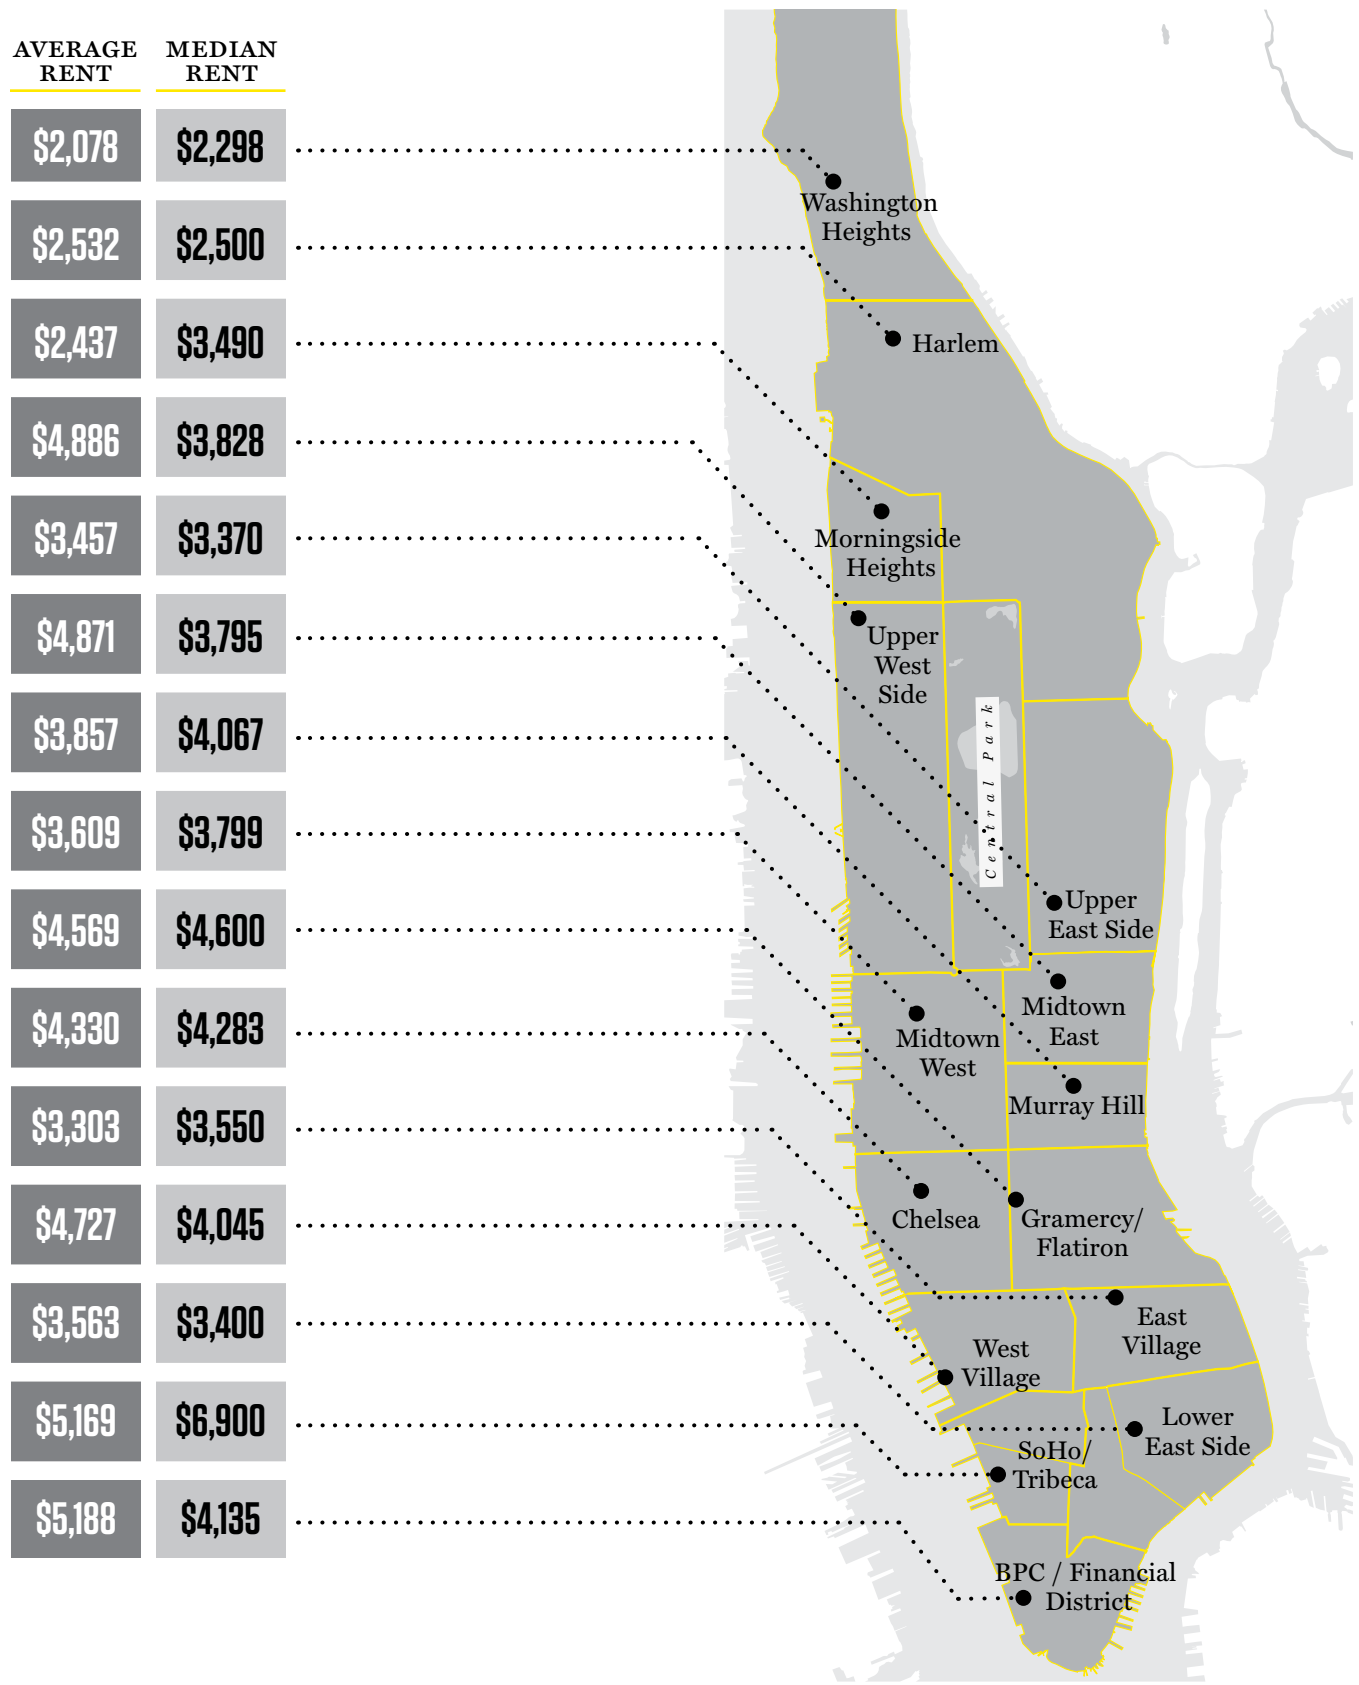 AVERAGE RENT
MEDIAN RENT
$2,078 $2,298
$2,532 $2,500
$2,437 $3,490
$4,886 $3,828
$3,457 $3,370
$4,871 $3,795
$3,857 $4,067
$3,609 $3,799
$4,569 $4,600
$4,330 $4,283
$3,303 $3,550
$4,727 $4,045
$3,563 $3,400
$5,169 $6,900
$5,188 $4,135
Washington
Heights
Harlem
Morningside
Heights
Upper
West
Side
Central Park
Upper
East Side
Midtown
East
Midtown
West
Murray Hill
Chelsea
Gramercy/
Flatiron
East
Village
West
Village
Lower
East Side
SoHo/
Tribeca
BPC / Financial
District